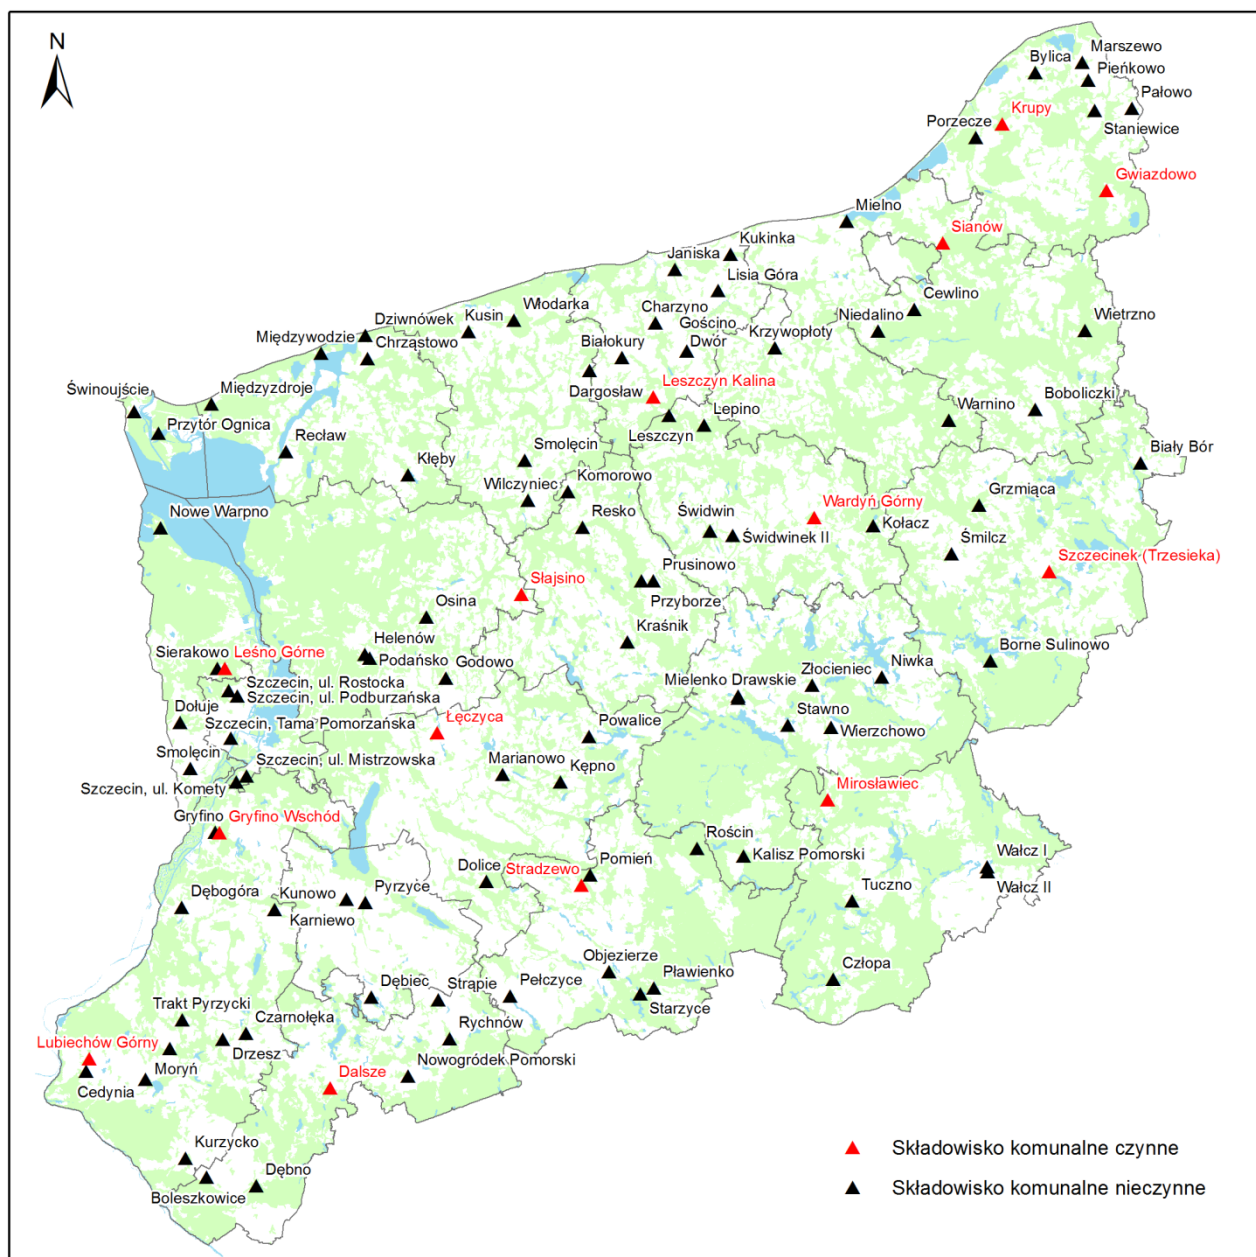 N
Marszewo
Bylica
Pieńkowo
Pałowo
Krupy
Porzecze
Staniewice
Gwiazdowo
Mielno
Sianów
Kukinka
Janiska
Lisia Góra
Cewlino
Włodarka
Charzyno
Niedalino
Wietrzno
Dziwnówek
Kusin
Gościno
Dwór
Krzywopłoty
Międzywodzie
Chrząstowo
Białokury
Świnoujście
Międzyzdroje
Dargosław
Leszczyn Kalina
Boboliczki
Przytór Ognica
Lepino
Warnino
Recław
Leszczyn
Smolęcin
Biały Bór
Kłęby
Komorowo
Wilczyniec
Grzmiąca
Nowe Warpno
Resko
Świdwin
Wardyń Górny
Kołacz
Świdwinek II
Śmilcz
Szczecinek (Trzesieka)
Prusinowo
Słajsino
Przyborze
Osina
Kraśnik
Helenów
Sierakowo
Leśno Górne
Podańsko
Godowo
Borne Sulinowo
Złocieniec
Niwka
Mielenko Drawskie
Szczecin, ul. Rostocka
Szczecin, ul. Podburzańska
Dołuje
Szczecin, Tama Pomorzańska
Łęczyca
Powalice
Stawno
Wierzchowo
Smolęcin
Szczecin, ul. Mistrzowska
Marianowo
Kępno
Szczecin, ul. Komety
Mirosławiec
Gryfino
Gryfino Wschód
Rościn
Kalisz Pomorski
Wałcz I
Dolice
Stradzewo
Pomień
Wałcz II
Dębogóra
Kunowo
Pyrzyce
Tuczno
Karniewo
Objezierze
Pławienko
Człopa
Dębiec
Strąpie
Pełczyce
Starzyce
Trakt Pyrzycki
Czarnołęka
Rychnów
Lubiechów Górny
Drzesz
Moryń
Nowogródek Pomorski
Cedynia
Dalsze
Kurzycko
Dębno
Boleszkowice
Składowisko komunalne czynne
Składowisko komunalne nieczynne